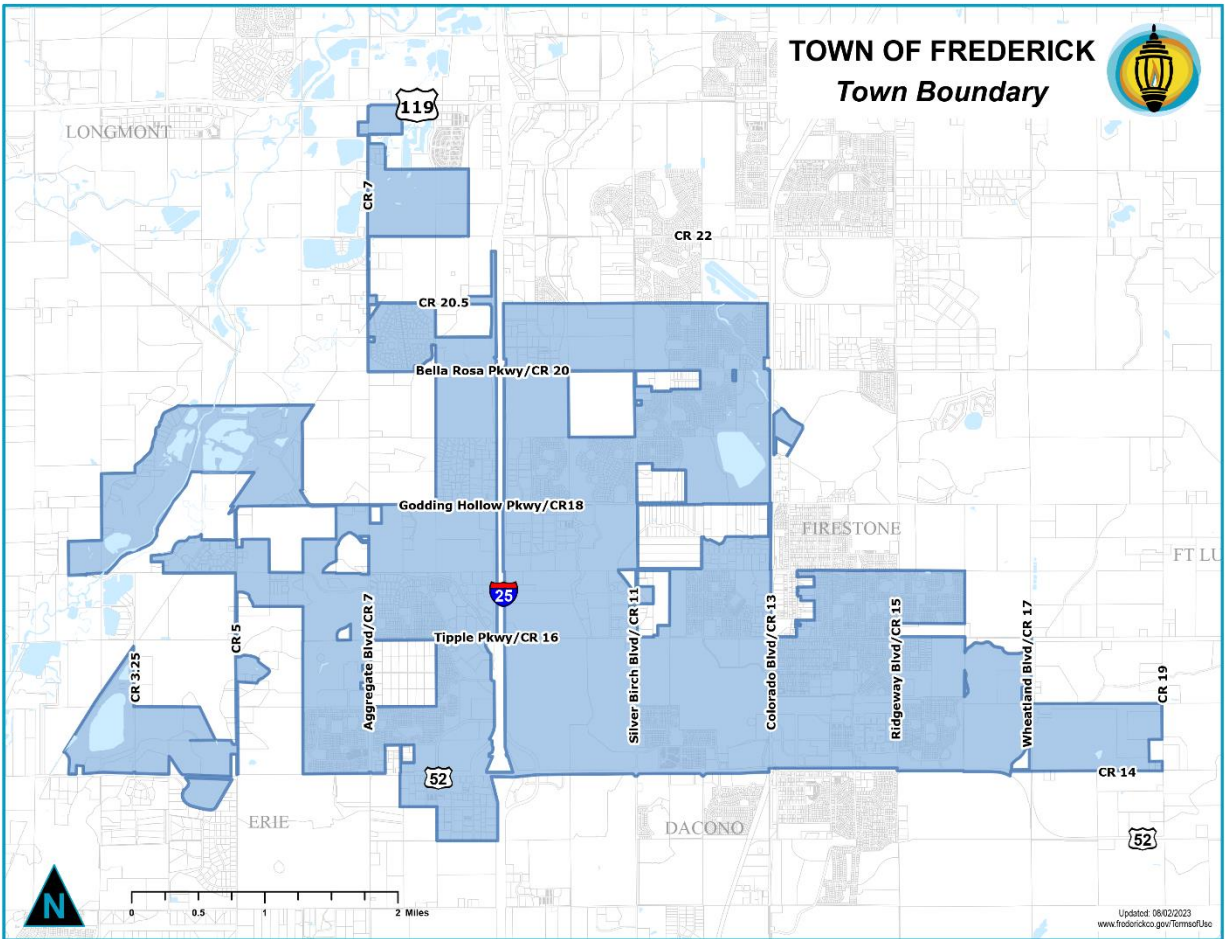 TOWN OF FREDERICK
Town Boundary
119
LONGMONT
CR 7
CR 22
CR 20.5
Bella Rosa Pkwy/CR 20
Godding Hollow Pkwy/CR18
FIRESTONE
FT LU
25
Tipple Pkwy/CR 16
CR 3.25
CR 5
Aggregate Blvd/CR 7
Silver Birch Blvd/ CR 11
Colorado Blvd/CR 13
Ridgeway Blvd/CR 15
Wheatland Blvd/CR 17
CR 19
52
CR 14
ERIE
DACONO
52
N
0 0.5 1 2 Miles
Updated: 08/02/2023
www.frederickco.gov/TermsofUse